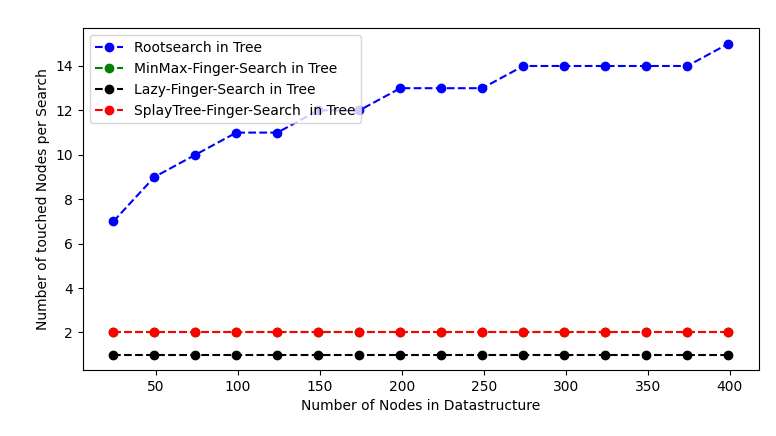 Rootsearch in Tree
MinMax-Finger-Search in Tree
Lazy-Finger-Search in Tree
SplayTree-Finger-Search  in Tree
Number of touched Nodes per Search
14
12
10
8
6
4
2
50 100 150 200 250 300 350 400
Number of Nodes in Datastructure